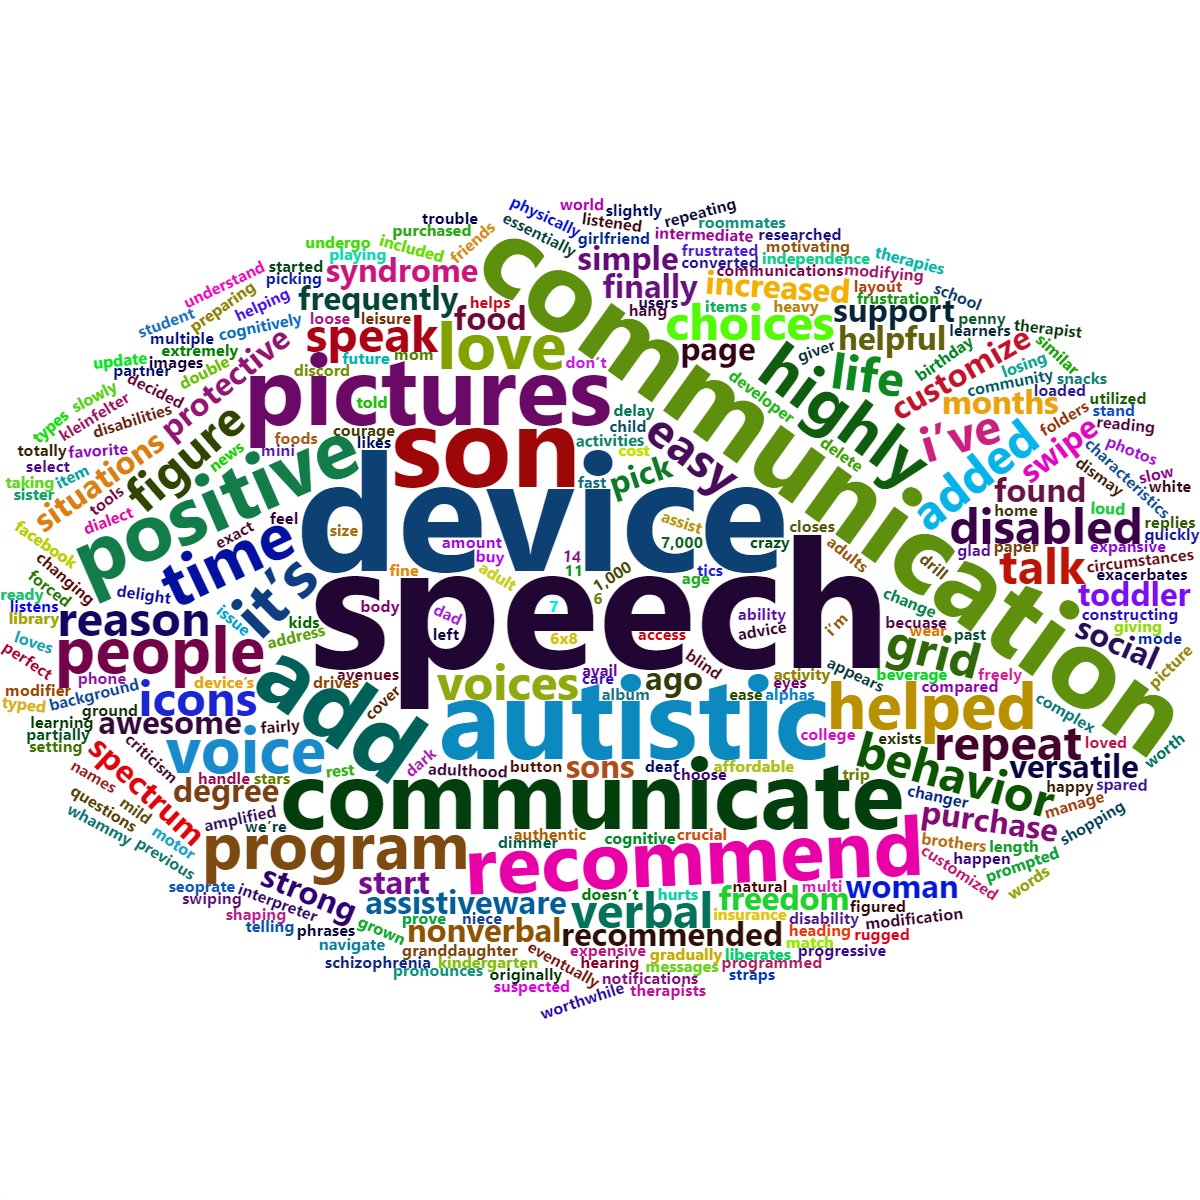 world
physically
slightly
repeating
trouble
essentially
listened
roommates
purchased
friends
girlfriend
intermediate
researched
undergo
included
communication
simple
frustrated
motivating
therapies
playing
converted
independence
understand
started
syndrome
finally
communications
modifying
picking
increased
layout
school
preparing
helping
frequently
helps
users
items
heavy
frustration
student
cognitively
loose
leisure
food
hang
choices
support
penny
therapist
multiple
speak
love
page
giver
helpful
learners
similar
extremely
protective
future
mom
don't
highly
life
birthday
customize
losing
update
images
double
discord
pictures
developer
community
snacks
partner
slowly
decided
told
delay
months
loaded
utilized
types
kleinfelter
disabilities
figure
courage
son
child
easy
i've
folders
stand
totally
favorite
situations
news
foods
likes
activities
delete
added
swipe
reading
select
item
mini
cost
photos
taking
tools
positive
fast
pick
dismay
characteristics
slow
sister
dialect
device
found
white
facebook
exact
feel
size
assist
closes
home
loud
replies
time
amount
7,000
crazy
adults
disabled
quickly
changing
it's
buy
14
glad
paper
expansive
forced
fine
adult
11
1,000
tics
drill
talk
circumstances
ready
delight
age
exacerbates
listens
body
7
6
speech
change
toddler
library
reason
issue
kids
dad
ability
becuase
constructing
loves
address
left
6x8
access
advice
i'm
wear
past
social
giving
mode
perfect
people
add
blind
grid
picture
phone
avenues
avail
appears
modifier
background
icons
device's
drives
voices
care
ago
activity
beverage
freely
typed
cover
album
ease
eyes
alphas
compared
learning
ground
awesome
fairly
autistic
helped
complex
partially
college
setting
spectrum
criticism
voice
exists
repeat
loved
worth
names
handle
stars
rest
dark
adulthood
button
sons
deaf
choose
affordable
trip
behavior
versatile
questions
mild
degree
communicate
changer
happy
spared
whammy
motor
amplified
we're
purchase
manage
shopping
previous
program
dimmer
authentic
cognitive
crucial
brothers
length
strong
start
recommend
customized
happen
prompted
seoprate
swiping
interpreter
assistiveware
doesn't
hurts
natural
multi
woman
words
shaping
prove
niece
verbal
freedom
figured
telling
phrases
grown
nonverbal
recommended
insurance
disability
modification
navigate
granddaughter
eventually
expensive
gradually
liberates
match
heading
rugged
schizophrenia
kindergarten
hearing
messages
programmed
progressive
pronounces
originally
notifications
straps
suspected
worthwhile
therapists